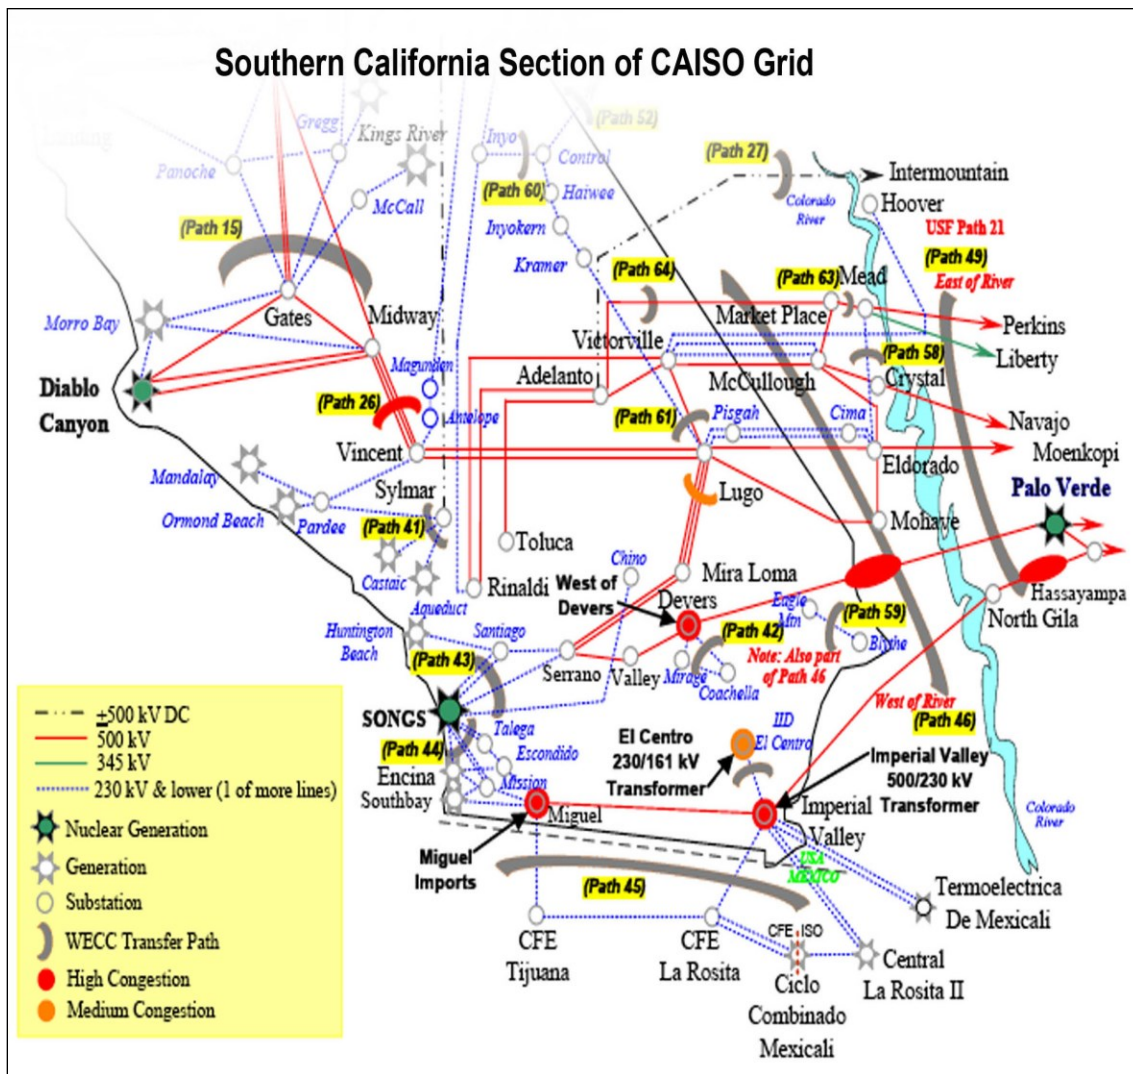 Southern California Section of CAISO Grid
Gregg
Kings River
Panoche
McCall
(Path 15)
Inyo
(Path 52)
Control
(Path 60)
Haiwee
Inyokern
Kramer
(Path 27)
Intermountain
Colorado
River
Hoover
USF Path 21
(Path 49)
East of River
(Path 64)
(Path 63)
Mead
Market Place
Perkins
Liberty
Morro Bay
Gates
Midway
Victorville
(Path 58)
Crystal
Magunden
Adelanto
McCullough
Diablo
Canyon
(Path 26)
Antelope
(Path 61)
Pisgah
Cima
Navajo
Moenkopi
Vincent
Eldorado
Mandalay
Sylmar
Lugo
Palo Verde
Ormond Beach
Pardee
(Path 41)
Mohave
Toluca
Chino
Castaic
Rinaldi
West of
Devers
Mira Loma
Aqueduct
Devers
Eagle
Mtn
(Path 59)
Hassayampa
North Gila
Huntington
Beach
Santiago
(Path 42)
Blythe
(Path 43)
Serrano
Valley
Mirage
Coachella
Note: Also part
of Path 46
West of River
(Path 46)
SONGS
Talega
IID
El Centro
(Path 44)
Escondido
El Centro
230/161 kV
Transformer
Imperial Valley
500/230 kV
Transformer
Encina
Mission
Southbay
Miguel
Imperial
Valley
Colorado
River
Miguel
Imports
USA
MEXICO
(Path 45)
Termoelectrica
De Mexicali
CFE
Tijuana
CFE
La Rosita
CFE ISO
Ciclo
Combinado
Mexicali
Central
La Rosita II
±500 kV DC
500 kV
345 kV
230 kV & lower (1 of more lines)
Nuclear Generation
Generation
Substation
WECC Transfer Path
High Congestion
Medium Congestion